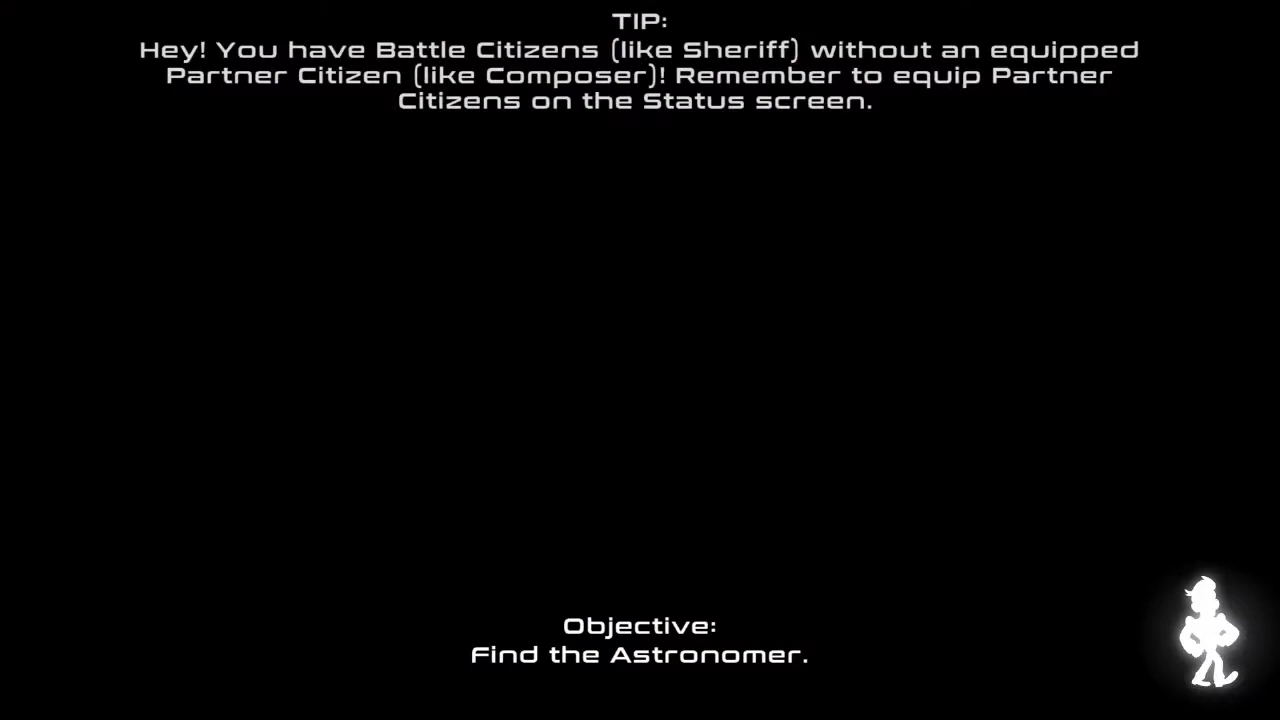 TIP:
Hey! You have Battle Citizens (like Sheriff) without an equipped
Partner Citizen (like Composer)! Remember to equip Partner
Citizens on the Status screen.
Objective:
Find the Astronomer.